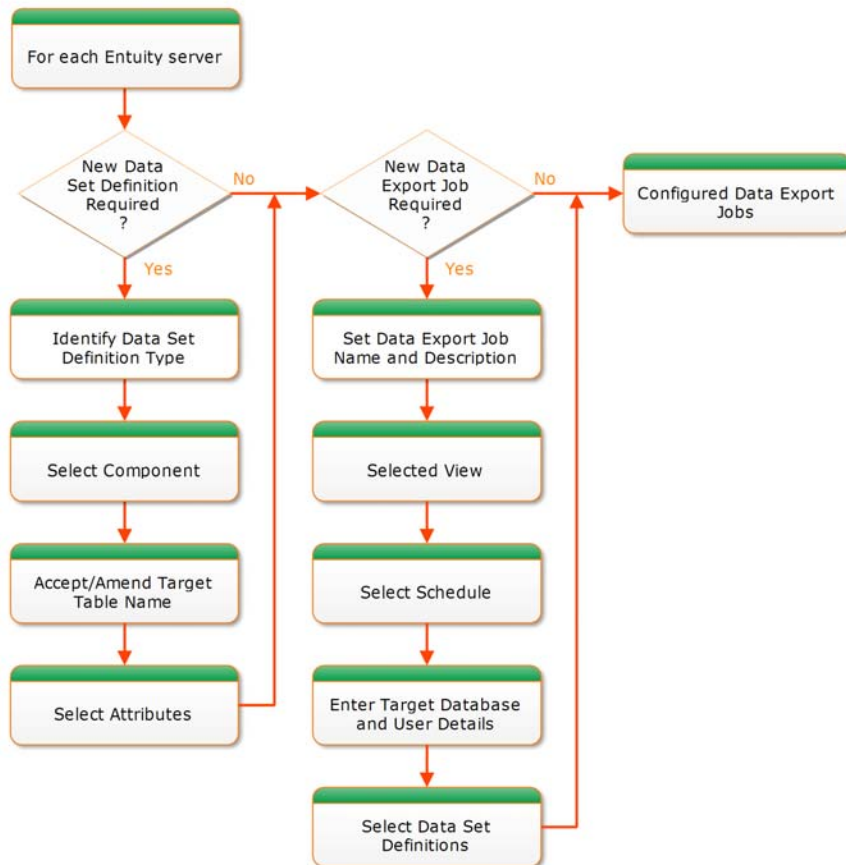 For each Entuity server
New Data
Set Definition
Required
?
No
Yes
Identify Data Set
Definition Type
Select Component
Accept/Amend Target
Table Name
Select Attributes
New Data
Export Job
Required
?
No
Yes
Set Data Export Job
Name and Description
Selected View
Select Schedule
Enter Target Database
and User Details
Select Data Set
Definitions
Configured Data Export
Jobs